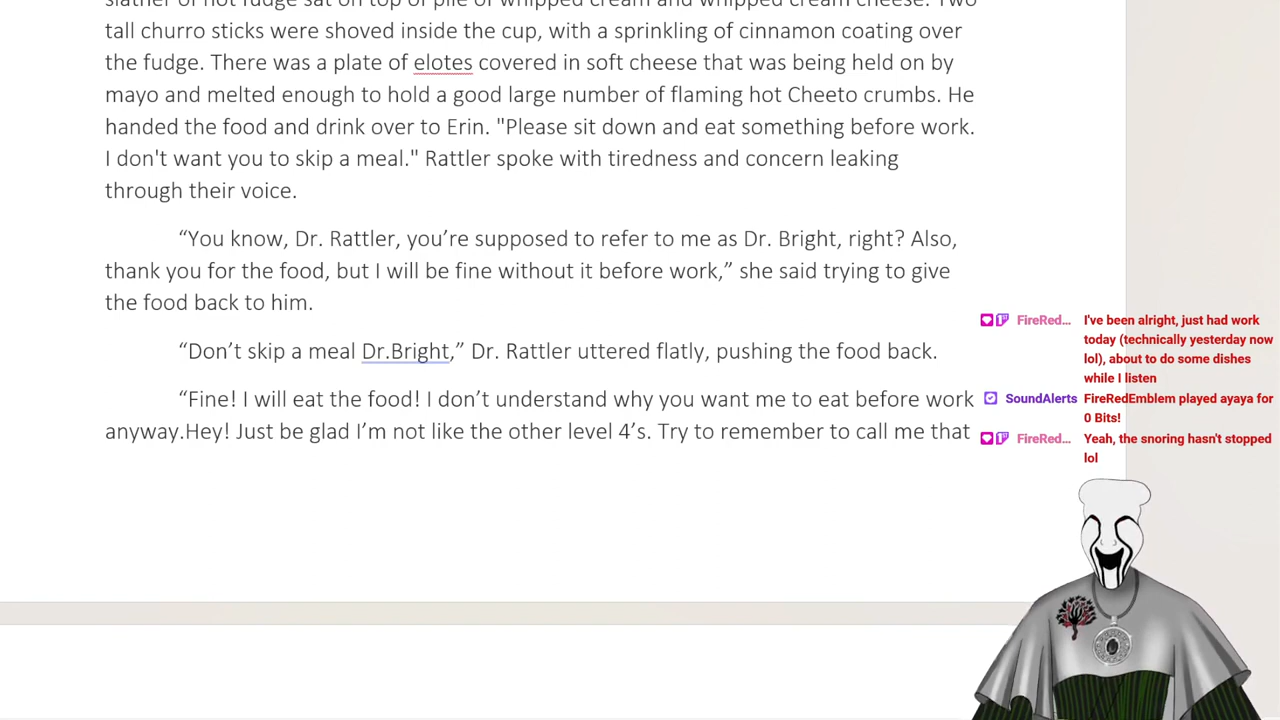 slather of hot fudge sat on top of pile of whipped cream and whipped cream cheese. Two
tall churro sticks were shoved inside the cup, with a sprinkling of cinnamon coating over
the fudge. There was a plate of elotes covered in soft cheese that was being held on by
mayo and melted enough to hold a good large number of flaming hot Cheeto crumbs. He
handed the food and drink over to Erin. "Please sit down and eat something before work.
I don't want you to skip a meal." Rattler spoke with tiredness and concern leaking
through their voice.
“You know, Dr. Rattler, you’re supposed to refer to me as Dr. Bright, right? Also,
thank you for the food, but I will be fine without it before work,” she said trying to give
the food back to him.
“Don’t skip a meal Dr.Bright,” Dr. Rattler uttered flatly, pushing the food back.
“Fine! I will eat the food! I don’t understand why you want me to eat before work
anyway.Hey! Just be glad I’m not like the other level 4’s. Try to remember to call me that
FireRed... I've been alright, just had work
today (technically yesterday now
lol), about to do some dishes
while I listen
SoundAlerts FireRedEmblem played ayaya for
0 Bits!
FireRed... Yeah, the snoring hasn't stopped
lol